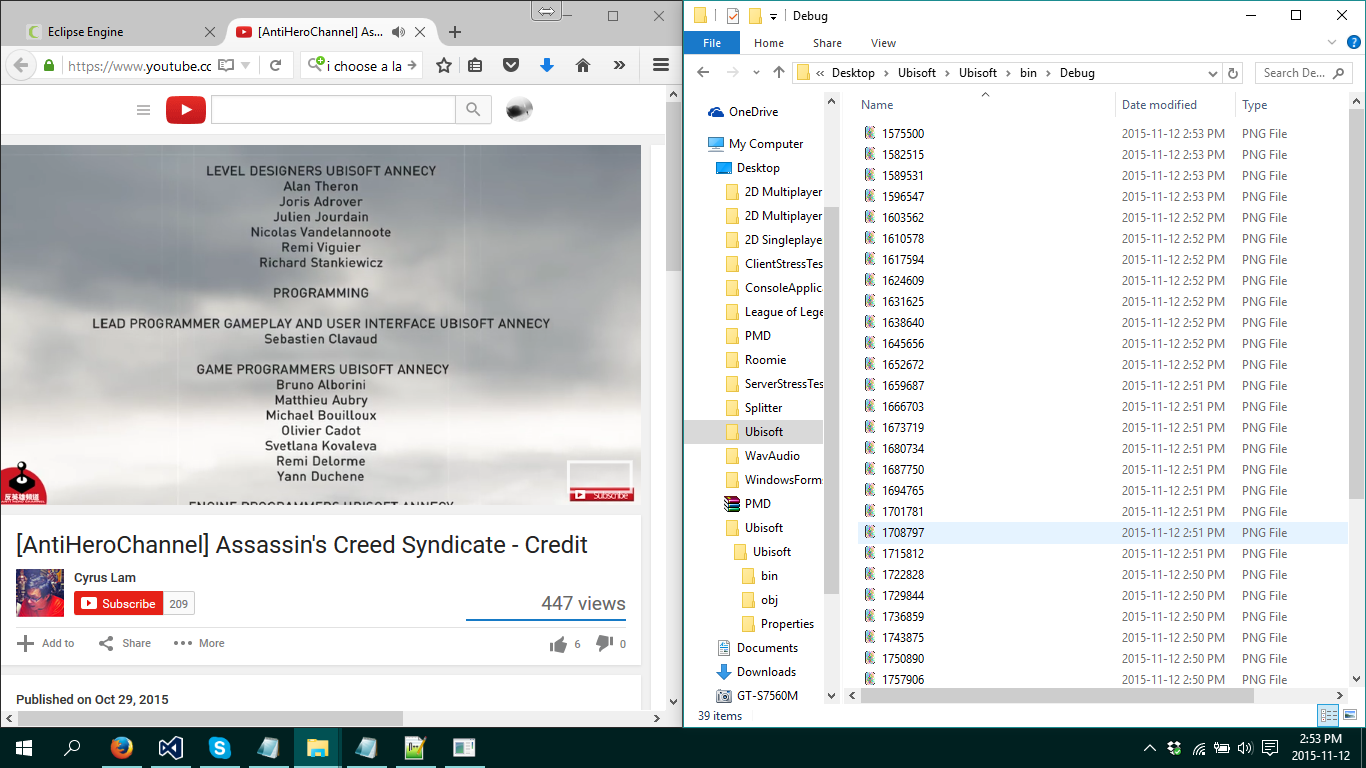 Eclipse Engine
[AntiHeroChannel] As...
https://www.youtube.cc
i choose a la
LEVEL DESIGNERS UBISOFT ANNECY
Alan Theron
Joris Adrover
Julien Jourdain
Nicolas Vandelannoote
Remi Viguier
Richard Stankiewicz
PROGRAMMING
LEAD PROGRAMMER GAMEPLAY AND USER INTERFACE UBISOFT ANNECY
Sebastien Clavaud
GAME PROGRAMMERS UBISOFT ANNECY
Bruno Alborini
Matthieu Aubry
Michael Bouilloux
Olivier Cadot
Svetlana Kovaleva
Remi Delorme
Yann Duchene
ENGINE PROGRAMMERS UBISOFT ANNECY
反英雄頻道
Subscribe
[AntiHeroChannel] Assassin's Creed Syndicate - Credit
Cyrus Lam
Subscribe 209
447 views
Add to Share More 6 0
Published on Oct 29, 2015
Debug
File Home Share View
« Desktop › Ubisoft › Ubisoft › bin › Debug
Search De...
OneDrive
My Computer
Desktop
2D Multiplayer
2D Multiplayer
2D Singleplaye
ClientStressTes
ConsoleApplic
League of Lege
PMD
Roomie
ServerStressTes
Splitter
Ubisoft
WavAudio
WindowsForm
PMD
Ubisoft
Ubisoft
bin
obj
Properties
Documents
Downloads
GT-S7560M
Name Date modified Type
1575500 2015-11-12 2:53 PM PNG File
1582515 2015-11-12 2:53 PM PNG File
1589531 2015-11-12 2:53 PM PNG File
1596547 2015-11-12 2:53 PM PNG File
1603562 2015-11-12 2:52 PM PNG File
1610578 2015-11-12 2:52 PM PNG File
1617594 2015-11-12 2:52 PM PNG File
1624609 2015-11-12 2:52 PM PNG File
1631625 2015-11-12 2:52 PM PNG File
1638640 2015-11-12 2:52 PM PNG File
1645656 2015-11-12 2:52 PM PNG File
1652672 2015-11-12 2:52 PM PNG File
1659687 2015-11-12 2:51 PM PNG File
1666703 2015-11-12 2:51 PM PNG File
1673719 2015-11-12 2:51 PM PNG File
1680734 2015-11-12 2:51 PM PNG File
1687750 2015-11-12 2:51 PM PNG File
1694765 2015-11-12 2:51 PM PNG File
1701781 2015-11-12 2:51 PM PNG File
1708797 2015-11-12 2:51 PM PNG File
1715812 2015-11-12 2:51 PM PNG File
1722828 2015-11-12 2:50 PM PNG File
1729844 2015-11-12 2:50 PM PNG File
1736859 2015-11-12 2:50 PM PNG File
1743875 2015-11-12 2:50 PM PNG File
1750890 2015-11-12 2:50 PM PNG File
1757906 2015-11-12 2:50 PM PNG File
39 items
2:53 PM
2015-11-12